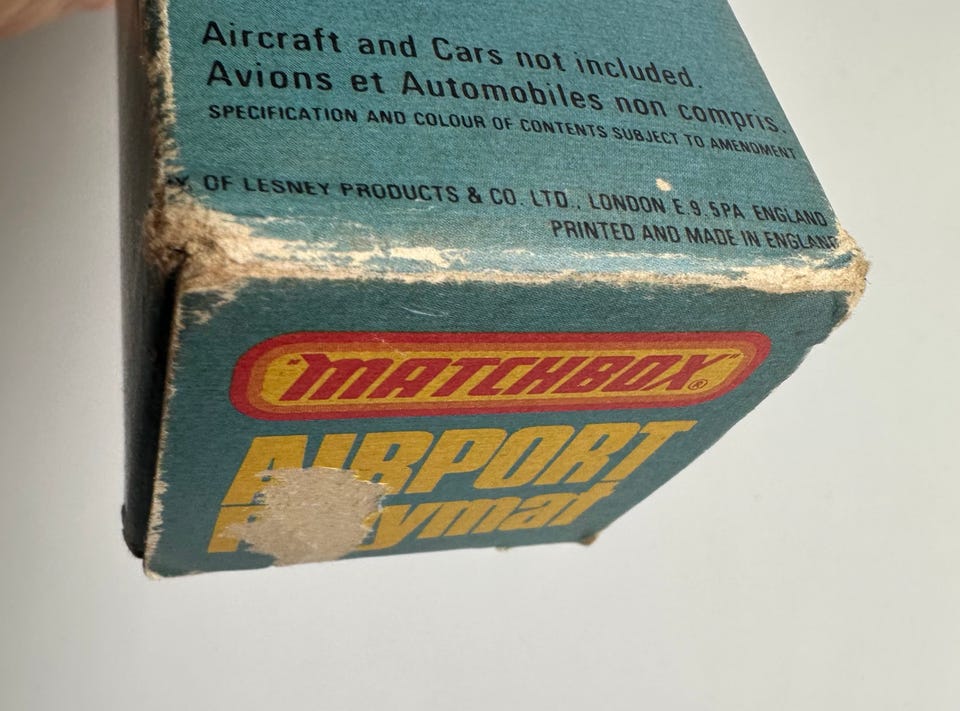 Aircraft and Cars not included.
Avions et Automobiles non compris.
SPECIFICATION AND COLOUR OF CONTENTS SUBJECT TO AMENDMENT
OF LESNEY PRODUCTS & CO. LTD., LONDON E.9. 5PA ENGLAND
PRINTED AND MADE IN ENGLAND
"MATCHBOX"®
AIRPORT
Playmat